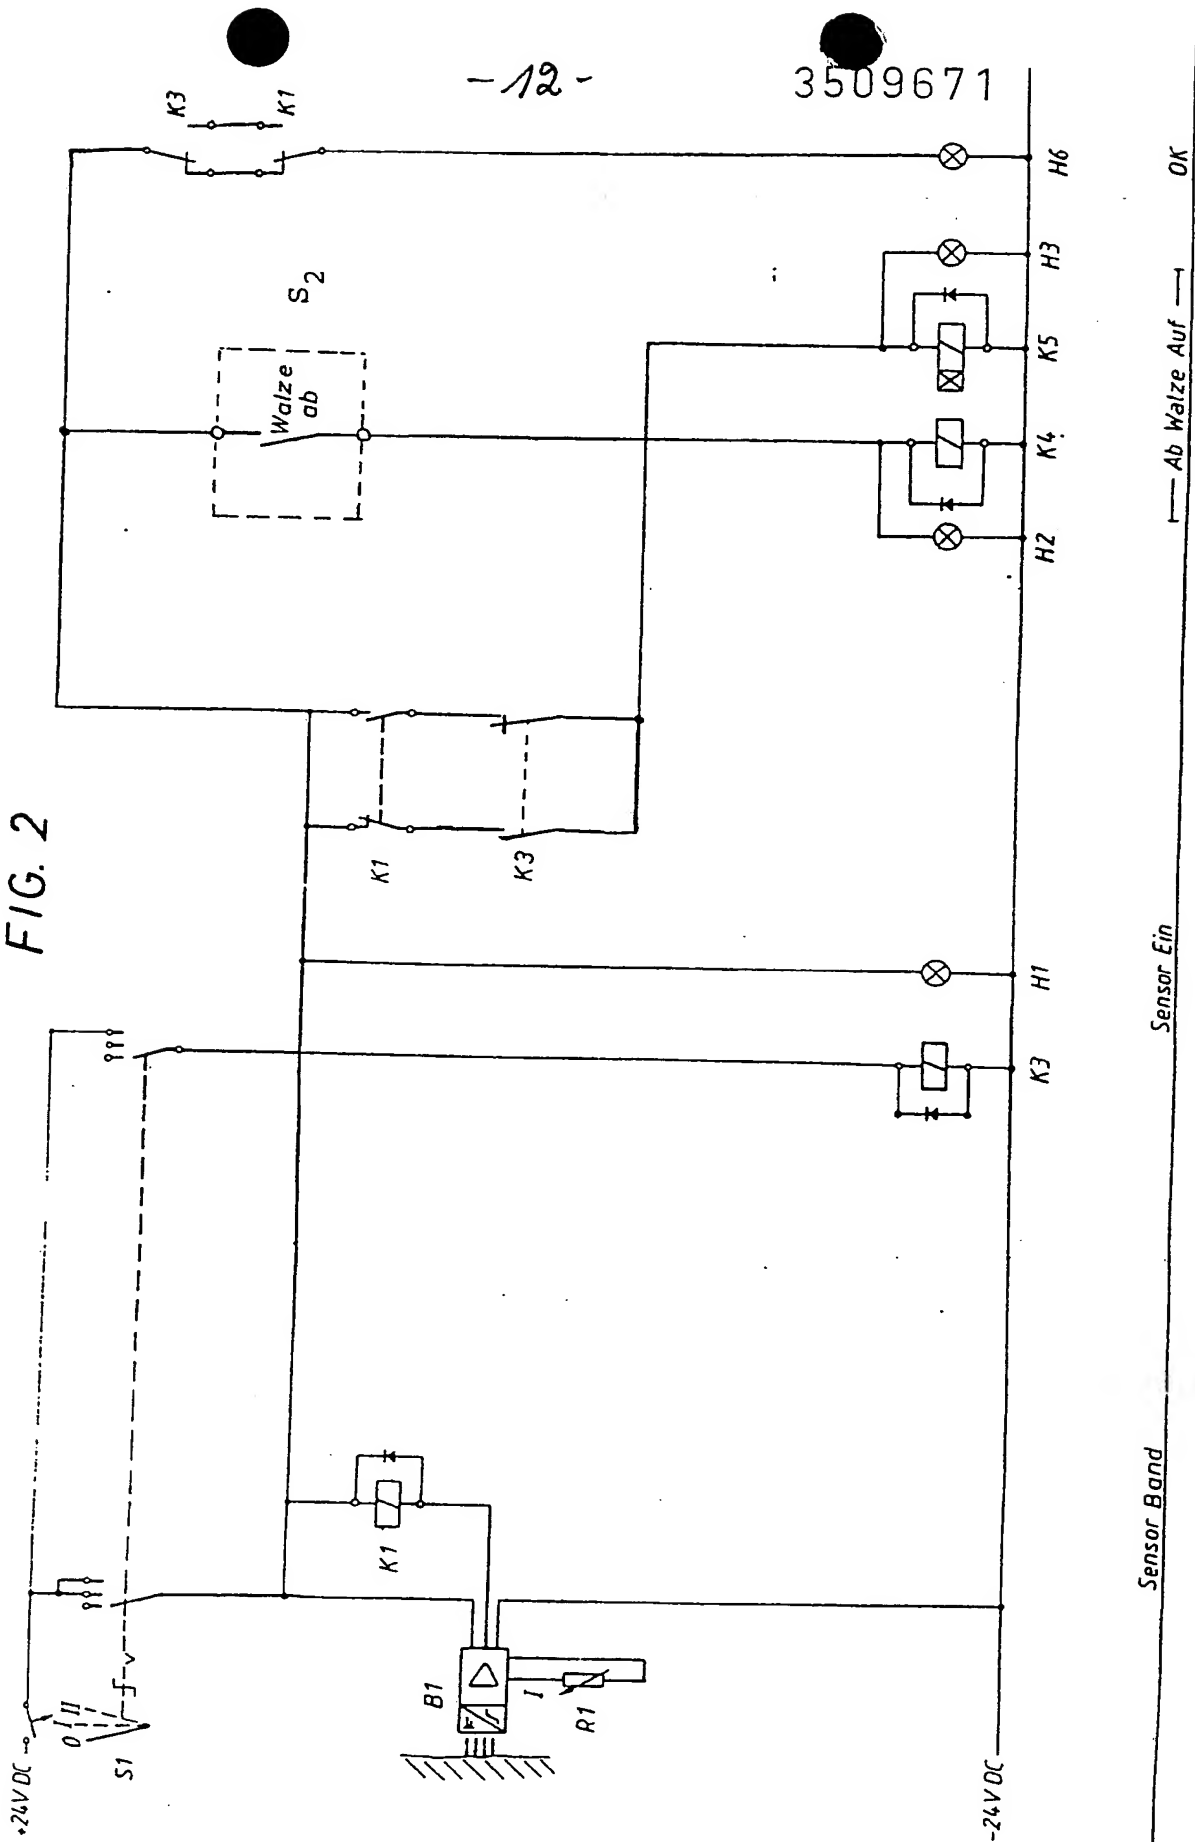 - 12 -
3509671
FIG. 2
+24V DC
0 I II
S1
B1
I
R1
K1
K1
K3
Walze
ab
S2
K3
K1
-24V DC
K3
H1
H2
K4
K5
H3
H6
Sensor Band
Sensor Ein
Ab Walze Auf
OK